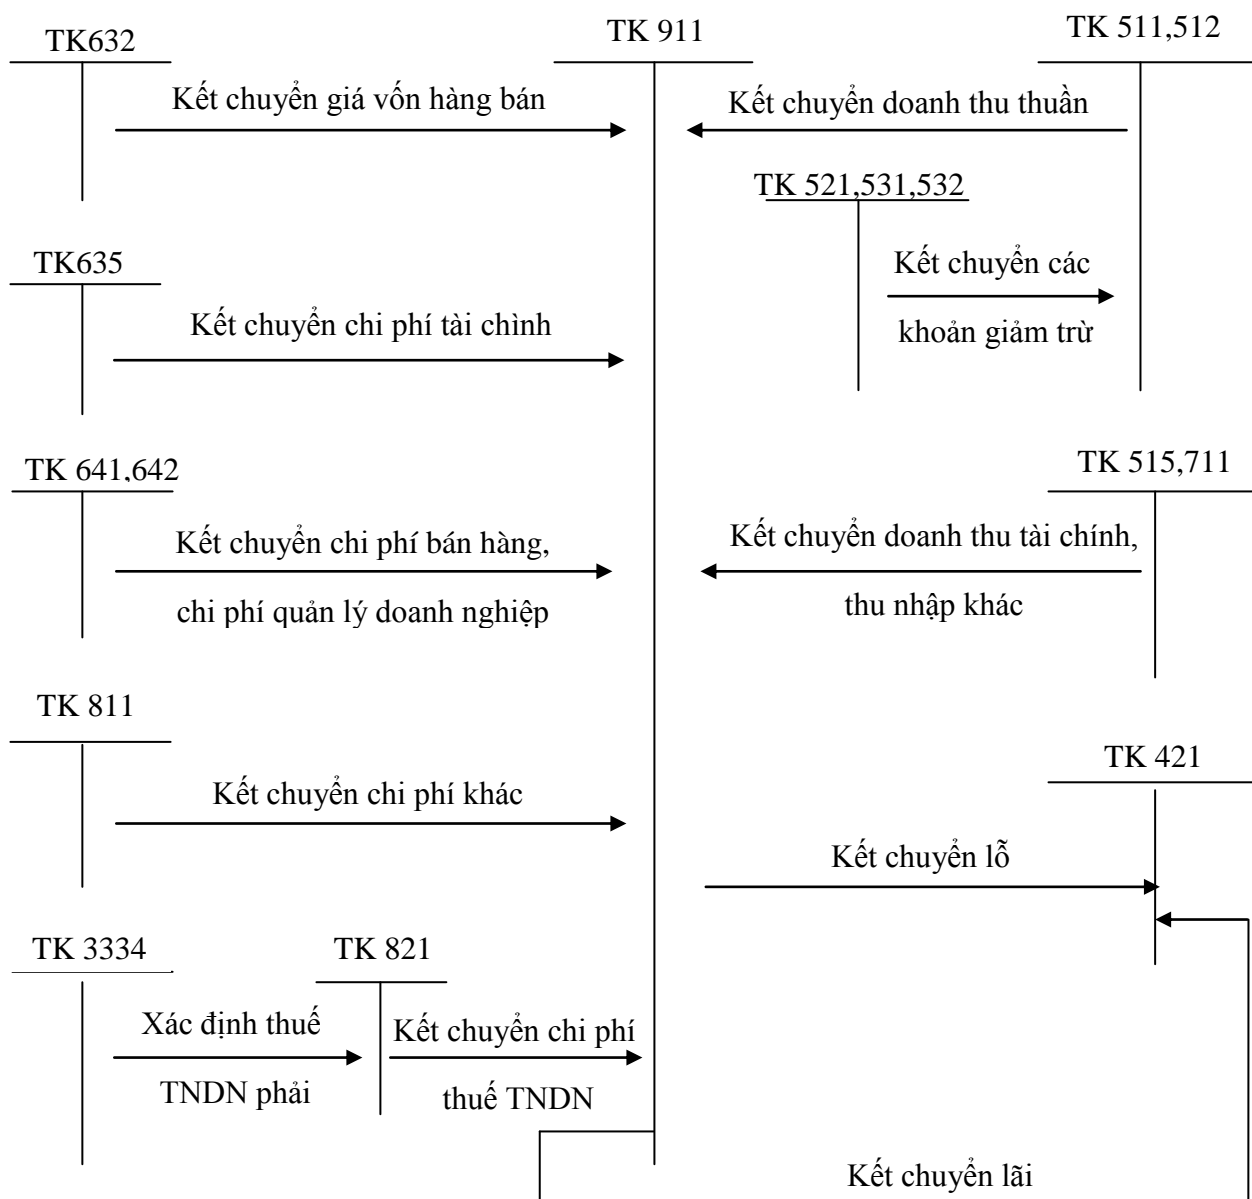 TK632
TK 911
TK 511,512
Kết chuyển giá vốn hàng bán
Kết chuyển doanh thu thuần
TK 521,531,532
TK635
Kết chuyển các
khoản giảm trừ
Kết chuyển chi phí tài chình
TK 641,642
TK 515,711
Kết chuyển chi phí bán hàng,
chi phí quản lý doanh nghiệp
Kết chuyển doanh thu tài chính,
thu nhập khác
TK 811
TK 421
Kết chuyển chi phí khác
Kết chuyển lỗ
TK 3334
TK 821
Xác định thuế
TNDN phải
Kết chuyển chi phí
thuế TNDN
Kết chuyển lãi